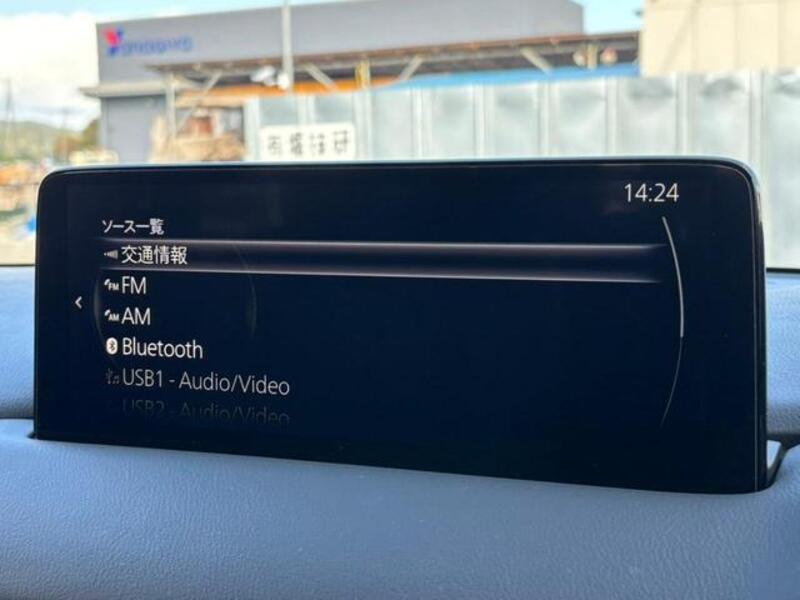 14:24
ソース一覧
交通情報
FM
AM
Bluetooth
USB1 - Audio/Video
USB2 - Audio/Video